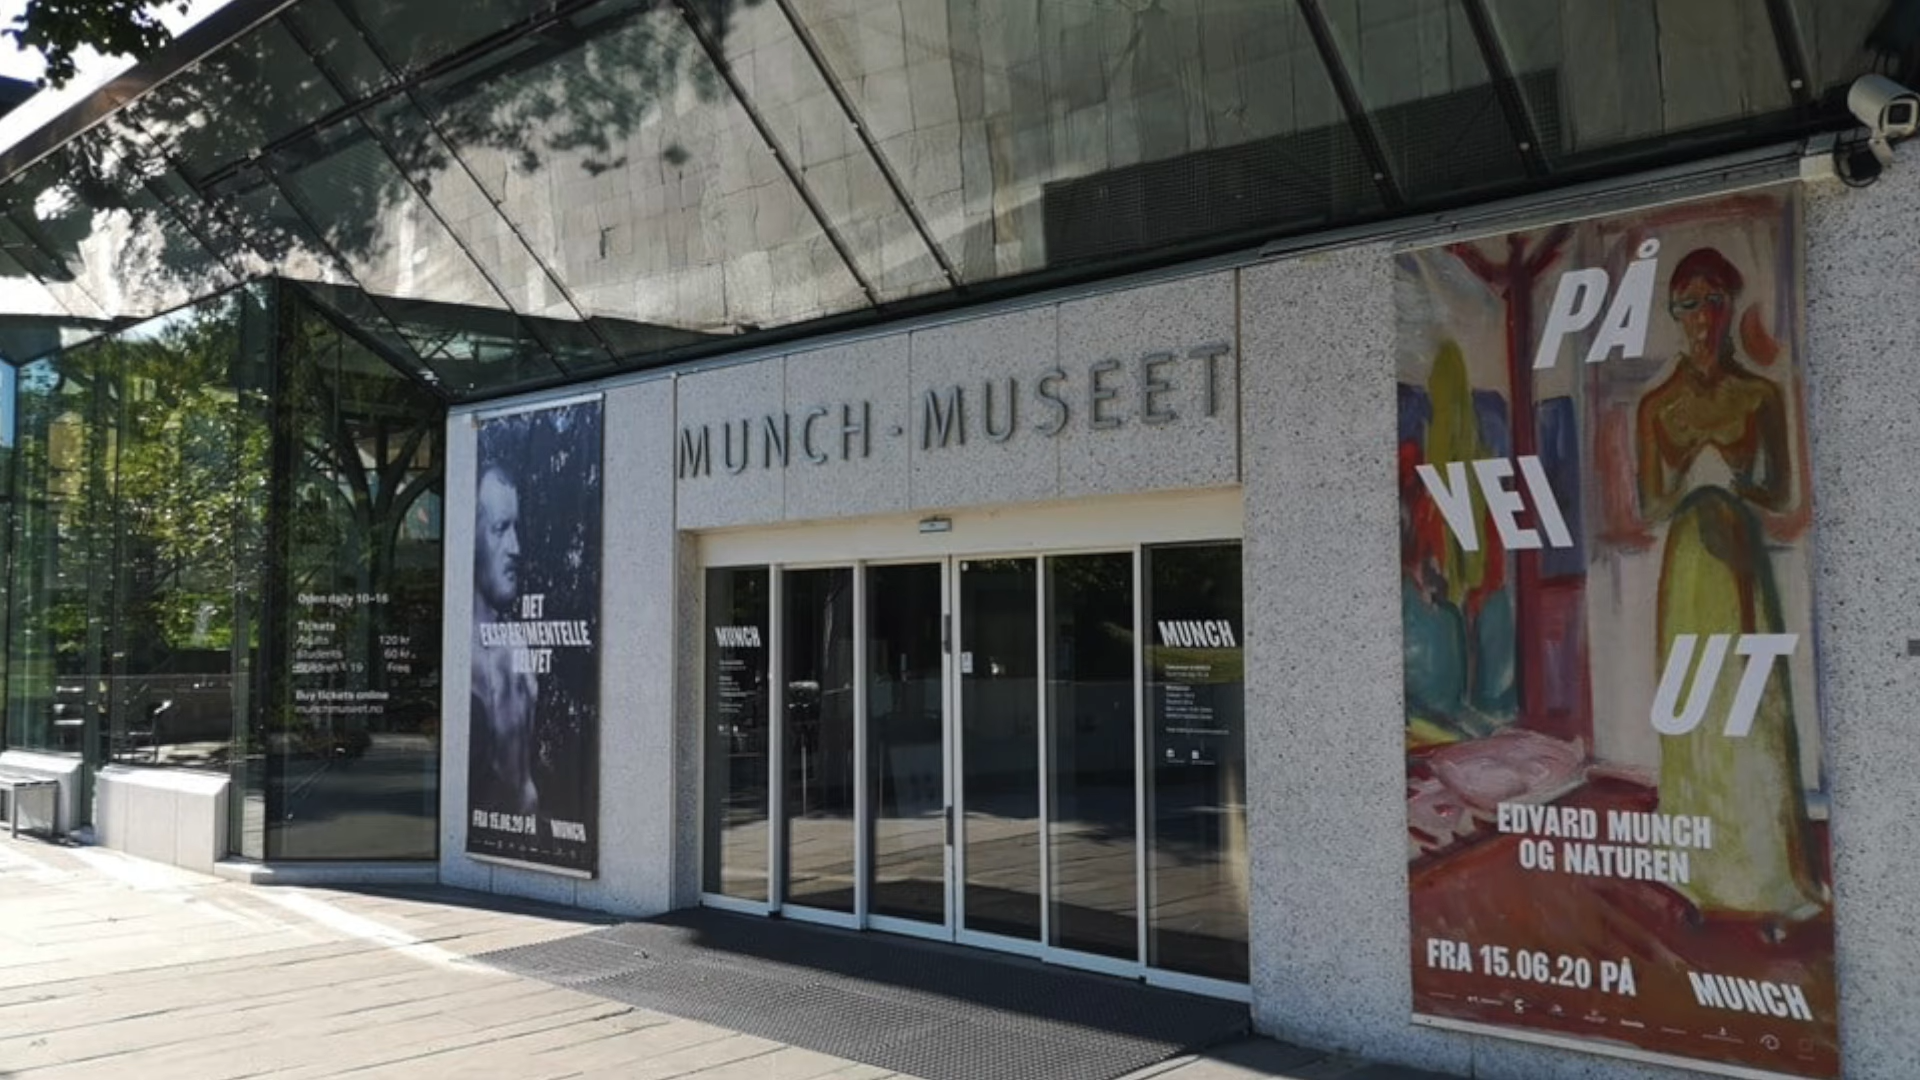 MUNCH·MUSEET
Open daily 10–16
Tickets
Adults 120 kr
Students 60 kr
Children < 19 Free
Buy tickets online
munchmuseet.no
DET
EKSPERIMENTELLE
SELVET
FRA 15.06.20 PÅ MUNCH
MUNCH
MUNCH
PÅ
VEI
UT
EDVARD MUNCH
OG NATUREN
FRA 15.06.20 PÅ MUNCH